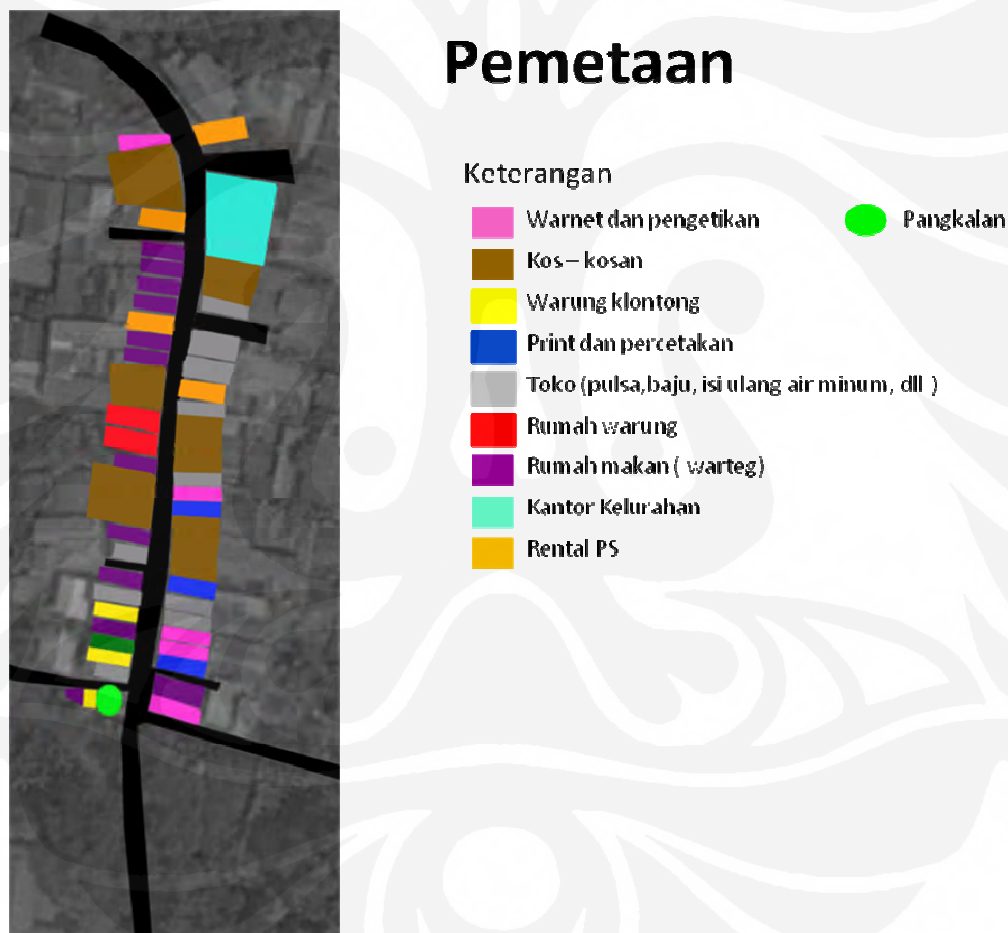 Pemetaan
Keterangan
Warnet dan pengetikan
Pangkalan
Kos – kosan
Warung klontong
Print dan percetakan
Toko (pulsa,baju, isi ulang air minum, dll )
Rumah warung
Rumah makan ( warteg)
Kantor Kelurahan
Rental PS